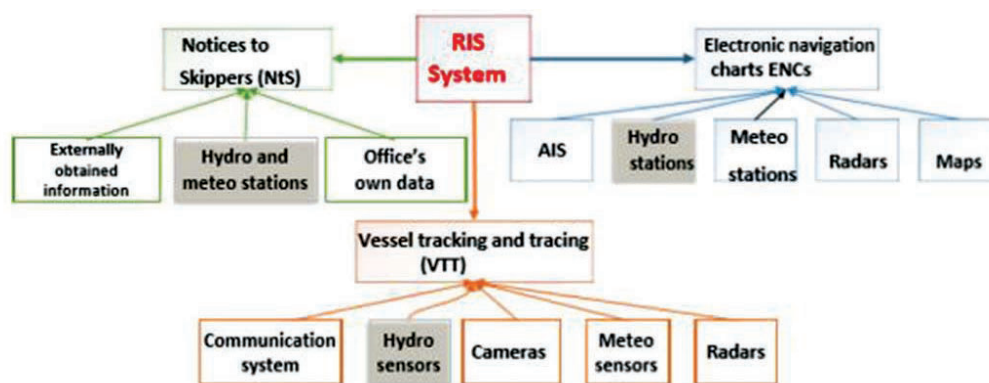 RIS
System
Notices to
Skippers (NtS)
Electronic navigation
charts ENCs
Externally
obtained
information
Hydro and
meteo stations
Office's
own data
AIS
Hydro
stations
Meteo
stations
Radars
Maps
Vessel tracking and tracing
(VTT)
Communication
system
Hydro
sensors
Cameras
Meteo
sensors
Radars